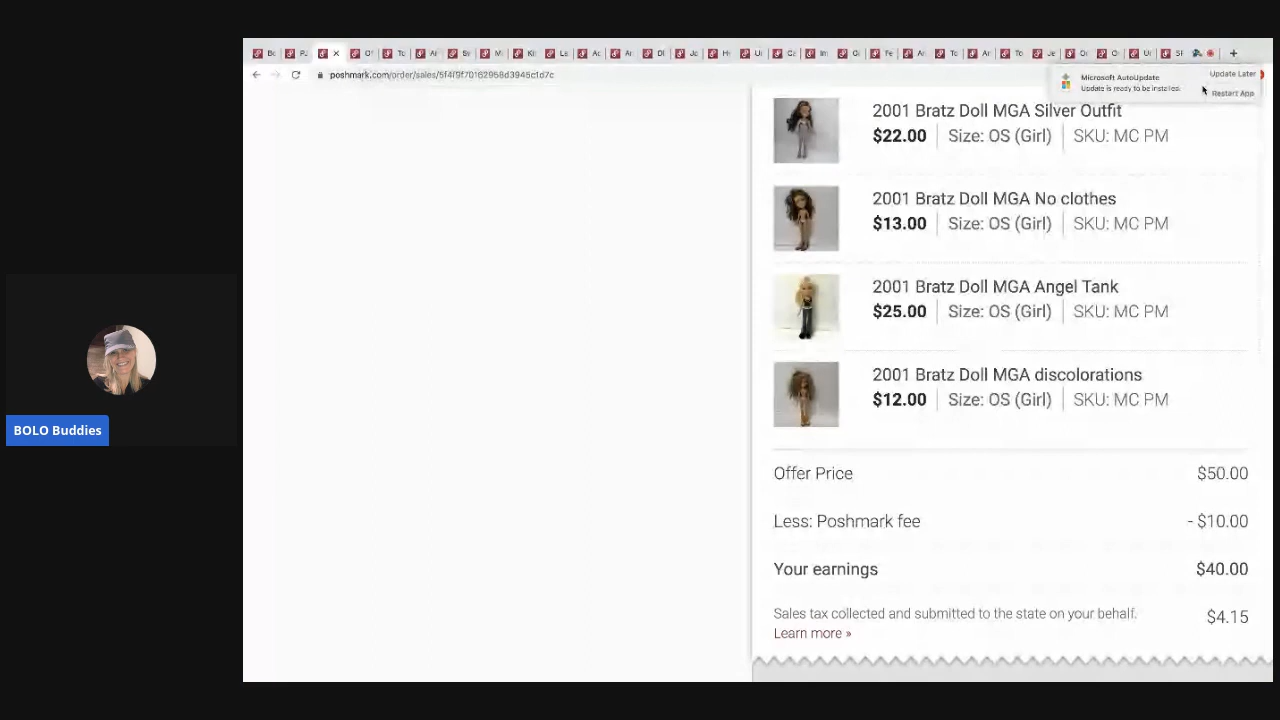 poshmark.com/order/sales/5f4f9f70162958d3945c1d7c
Microsoft AutoUpdate
Update is ready to be installed.
Update Later
Restart App
2001 Bratz Doll MGA Silver Outfit
$22.00 Size: OS (Girl) SKU: MC PM
2001 Bratz Doll MGA No clothes
$13.00 Size: OS (Girl) SKU: MC PM
2001 Bratz Doll MGA Angel Tank
$25.00 Size: OS (Girl) SKU: MC PM
2001 Bratz Doll MGA discolorations
$12.00 Size: OS (Girl) SKU: MC PM
BOLO Buddies
Offer Price $50.00
Less: Poshmark fee - $10.00
Your earnings $40.00
Sales tax collected and submitted to the state on your behalf. $4.15
Learn more »